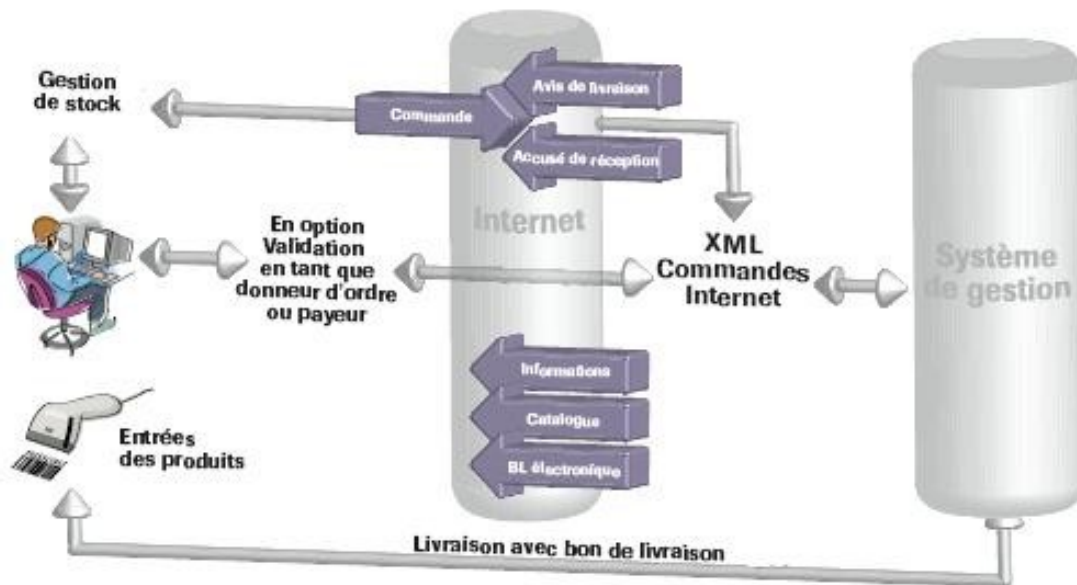 Gestion
de stock
Commande
Avis de livraison
Accusé de réception
Internet
En option
Validation
en tant que
donneur d'ordre
ou payeur
XML
Commandes
Internet
Système
de gestion
Informations
Catalogue
BL électronique
Entrées
des produits
Livraison avec bon de livraison